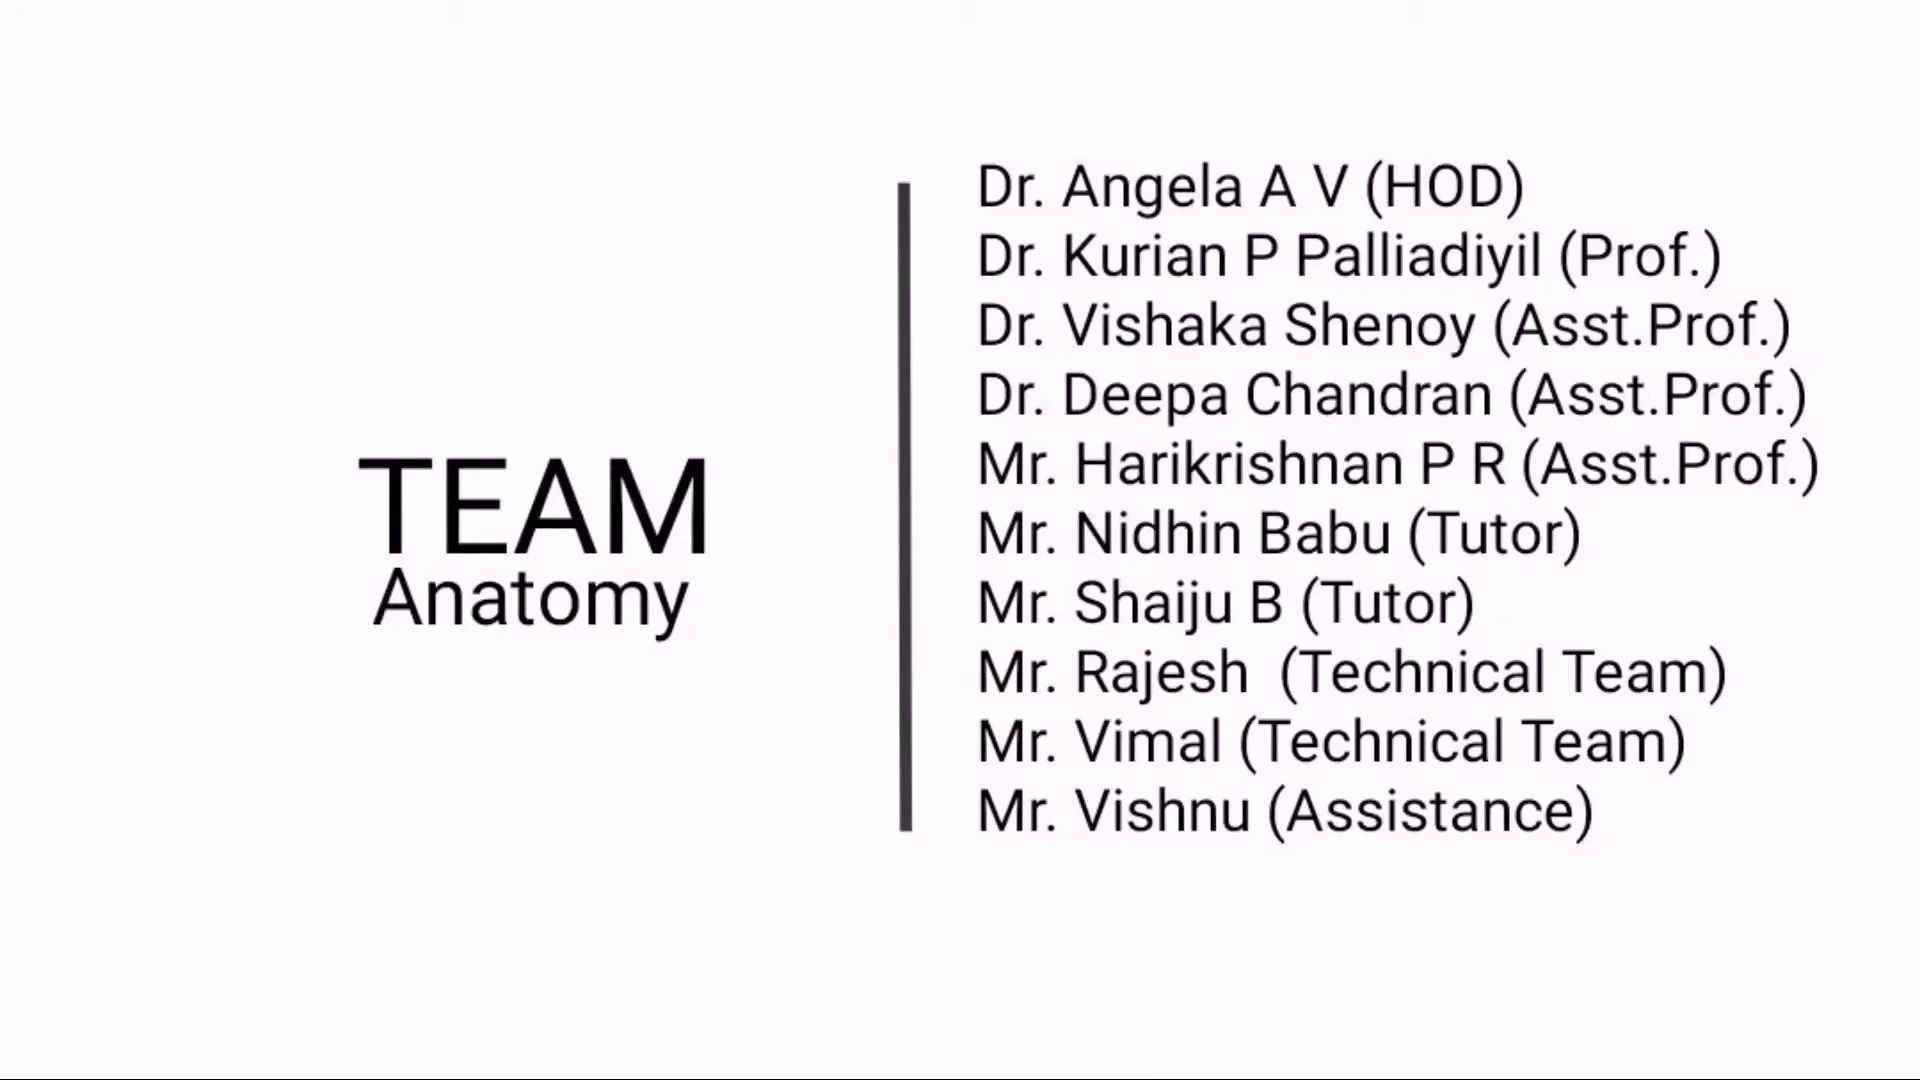 TEAM
Anatomy
Dr. Angela A V (HOD)
Dr. Kurian P Palliadiyil (Prof.)
Dr. Vishaka Shenoy (Asst.Prof.)
Dr. Deepa Chandran (Asst.Prof.)
Mr. Harikrishnan P R (Asst.Prof.)
Mr. Nidhin Babu (Tutor)
Mr. Shaiju B (Tutor)
Mr. Rajesh  (Technical Team)
Mr. Vimal (Technical Team)
Mr. Vishnu (Assistance)